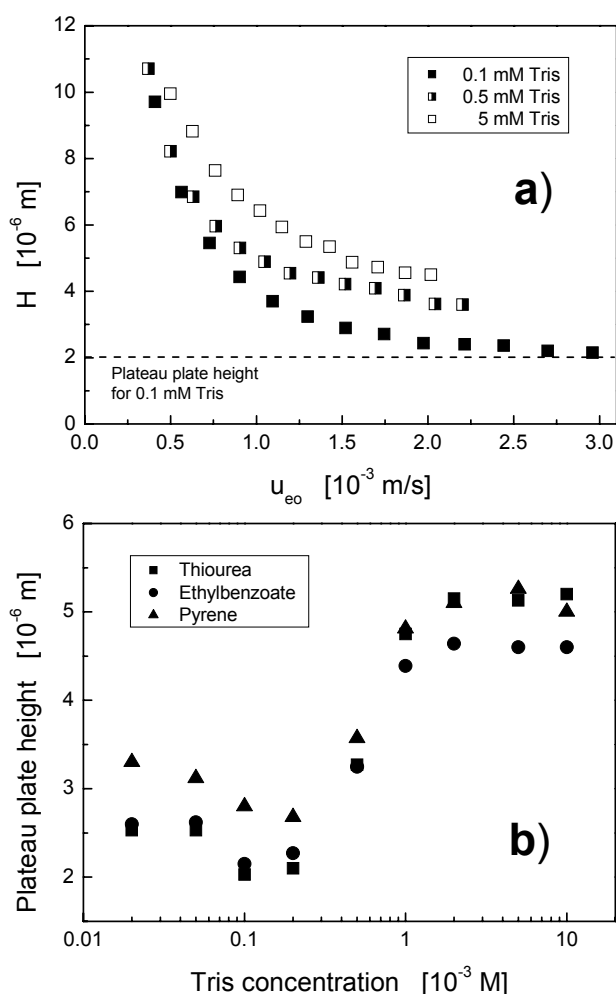 12
10
8
6
4
2
0
H [10⁻⁶ m]
0.1 mM Tris
0.5 mM Tris
5 mM Tris
a)
Plateau plate height
for 0.1 mM Tris
0.0 0.5 1.0 1.5 2.0 2.5 3.0
u_eo [10⁻³ m/s]
6
5
4
3
2
Plateau plate height [10⁻⁶ m]
Thiourea
Ethylbenzoate
Pyrene
b)
0.01 0.1 1 10
Tris concentration [10⁻³ M]